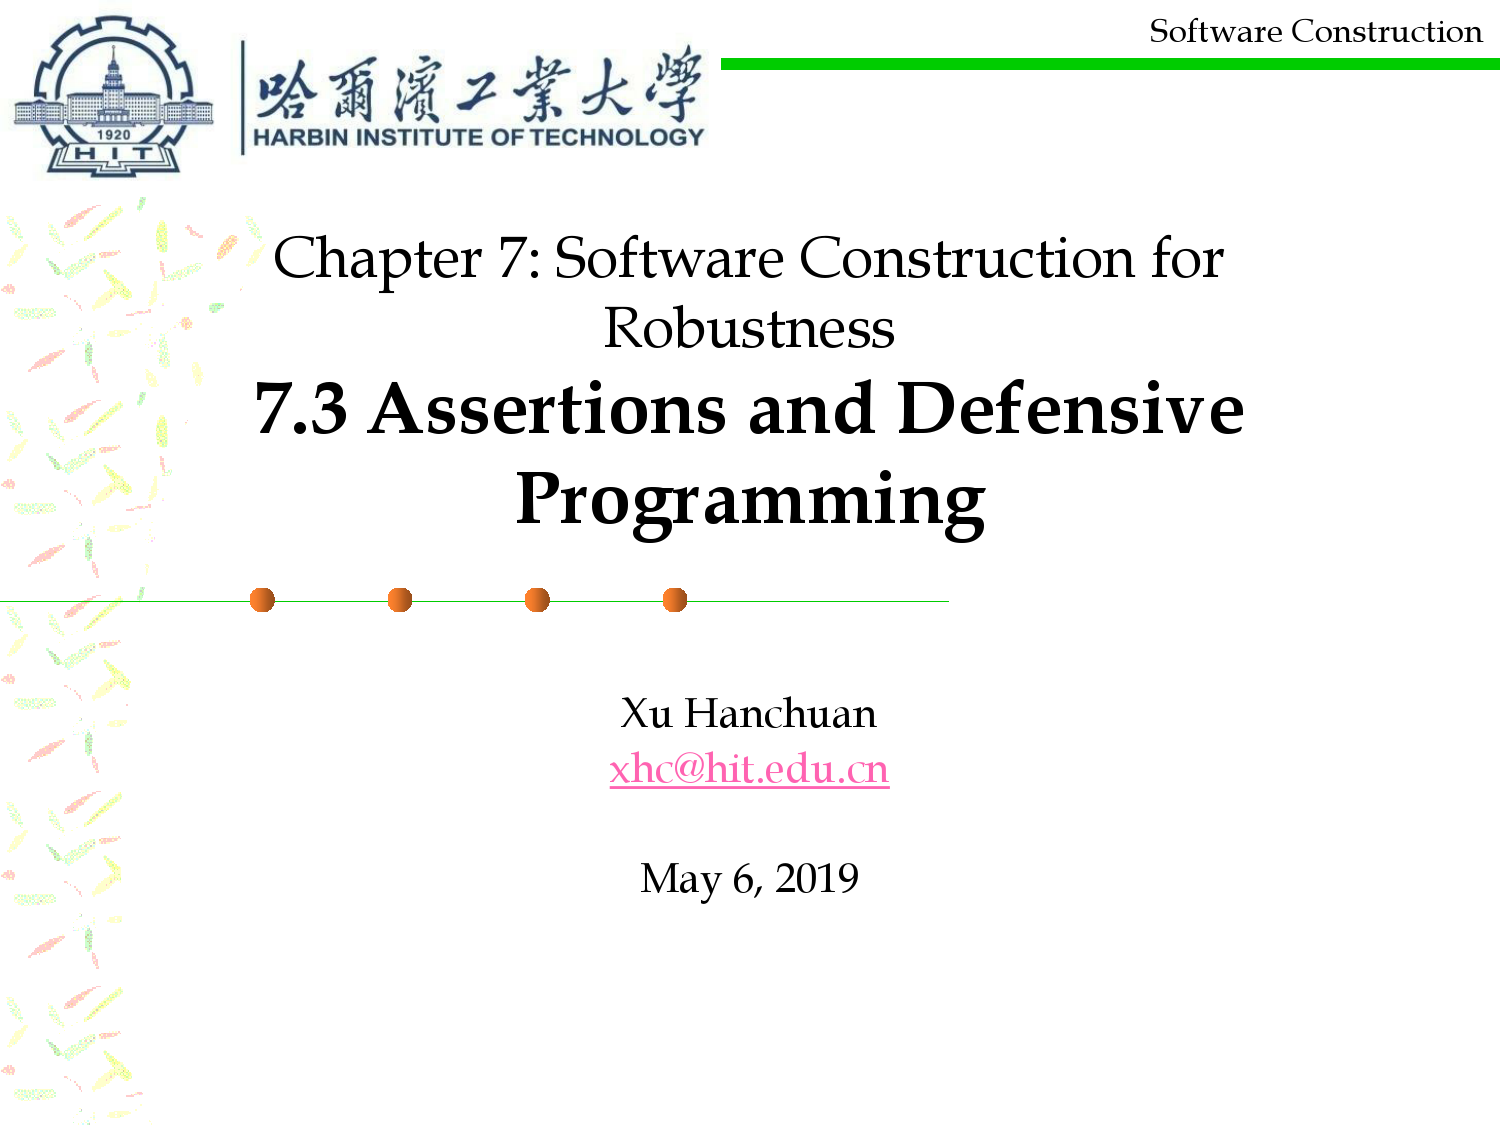 Software Construction
哈爾濱工業大學
HARBIN INSTITUTE OF TECHNOLOGY
1920
HIT
Chapter 7: Software Construction for
Robustness
7.3 Assertions and Defensive
Programming
Xu Hanchuan
xhc@hit.edu.cn
May 6, 2019